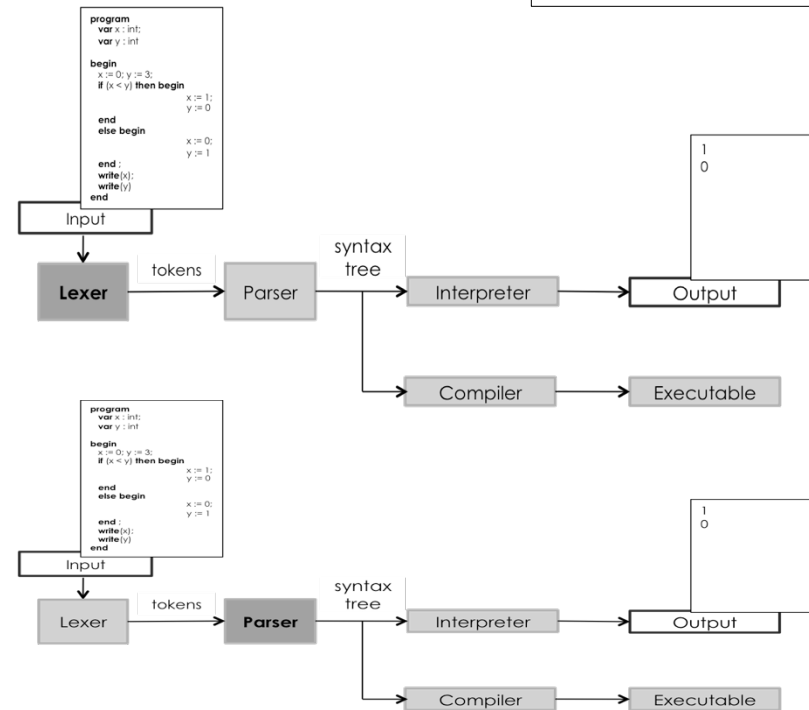 program
var x : int;
var y : int
begin
x := 0; y := 3;
if (x < y) then begin
x := 1;
y := 0
end
else begin
x := 0;
y := 1
end ;
write(x);
write(y)
end
1
0
Input
Lexer
tokens
Parser
syntax
tree
Interpreter
Output
Compiler
Executable
program
var x : int;
var y : int
begin
x := 0; y := 3;
if (x < y) then begin
x := 1;
y := 0
end
else begin
x := 0;
y := 1
end ;
write(x);
write(y)
end
1
0
Input
Lexer
tokens
Parser
syntax
tree
Interpreter
Output
Compiler
Executable